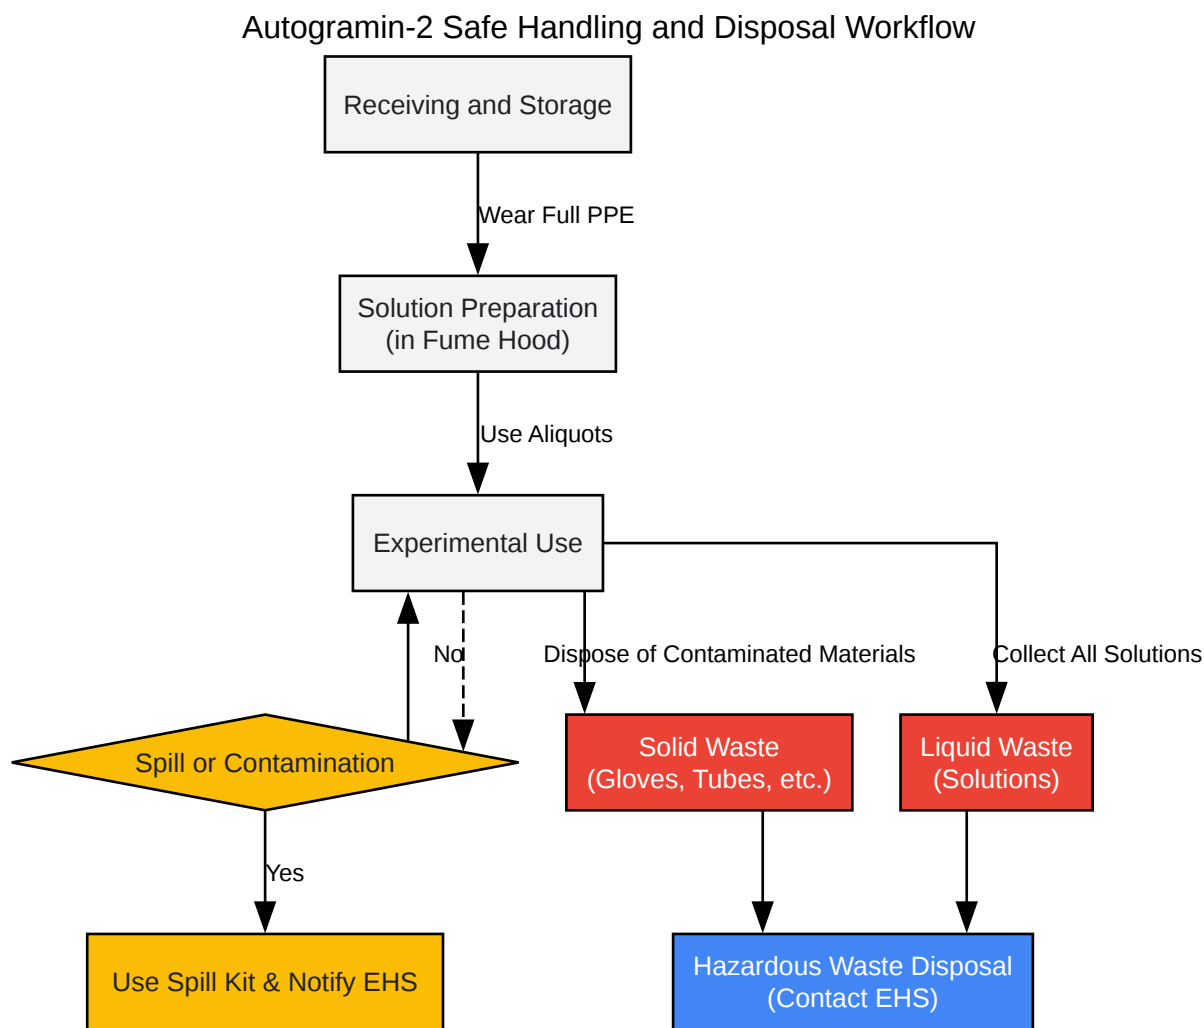 Autogramin-2 Safe Handling and Disposal Workflow
Receiving and Storage
Wear Full PPE
Solution Preparation
(in Fume Hood)
Use Aliquots
Experimental Use
No
Dispose of Contaminated Materials
Collect All Solutions
Spill or Contamination
Solid Waste
(Gloves, Tubes, etc.)
Liquid Waste
(Solutions)
Yes
Use Spill Kit & Notify EHS
Hazardous Waste Disposal
(Contact EHS)